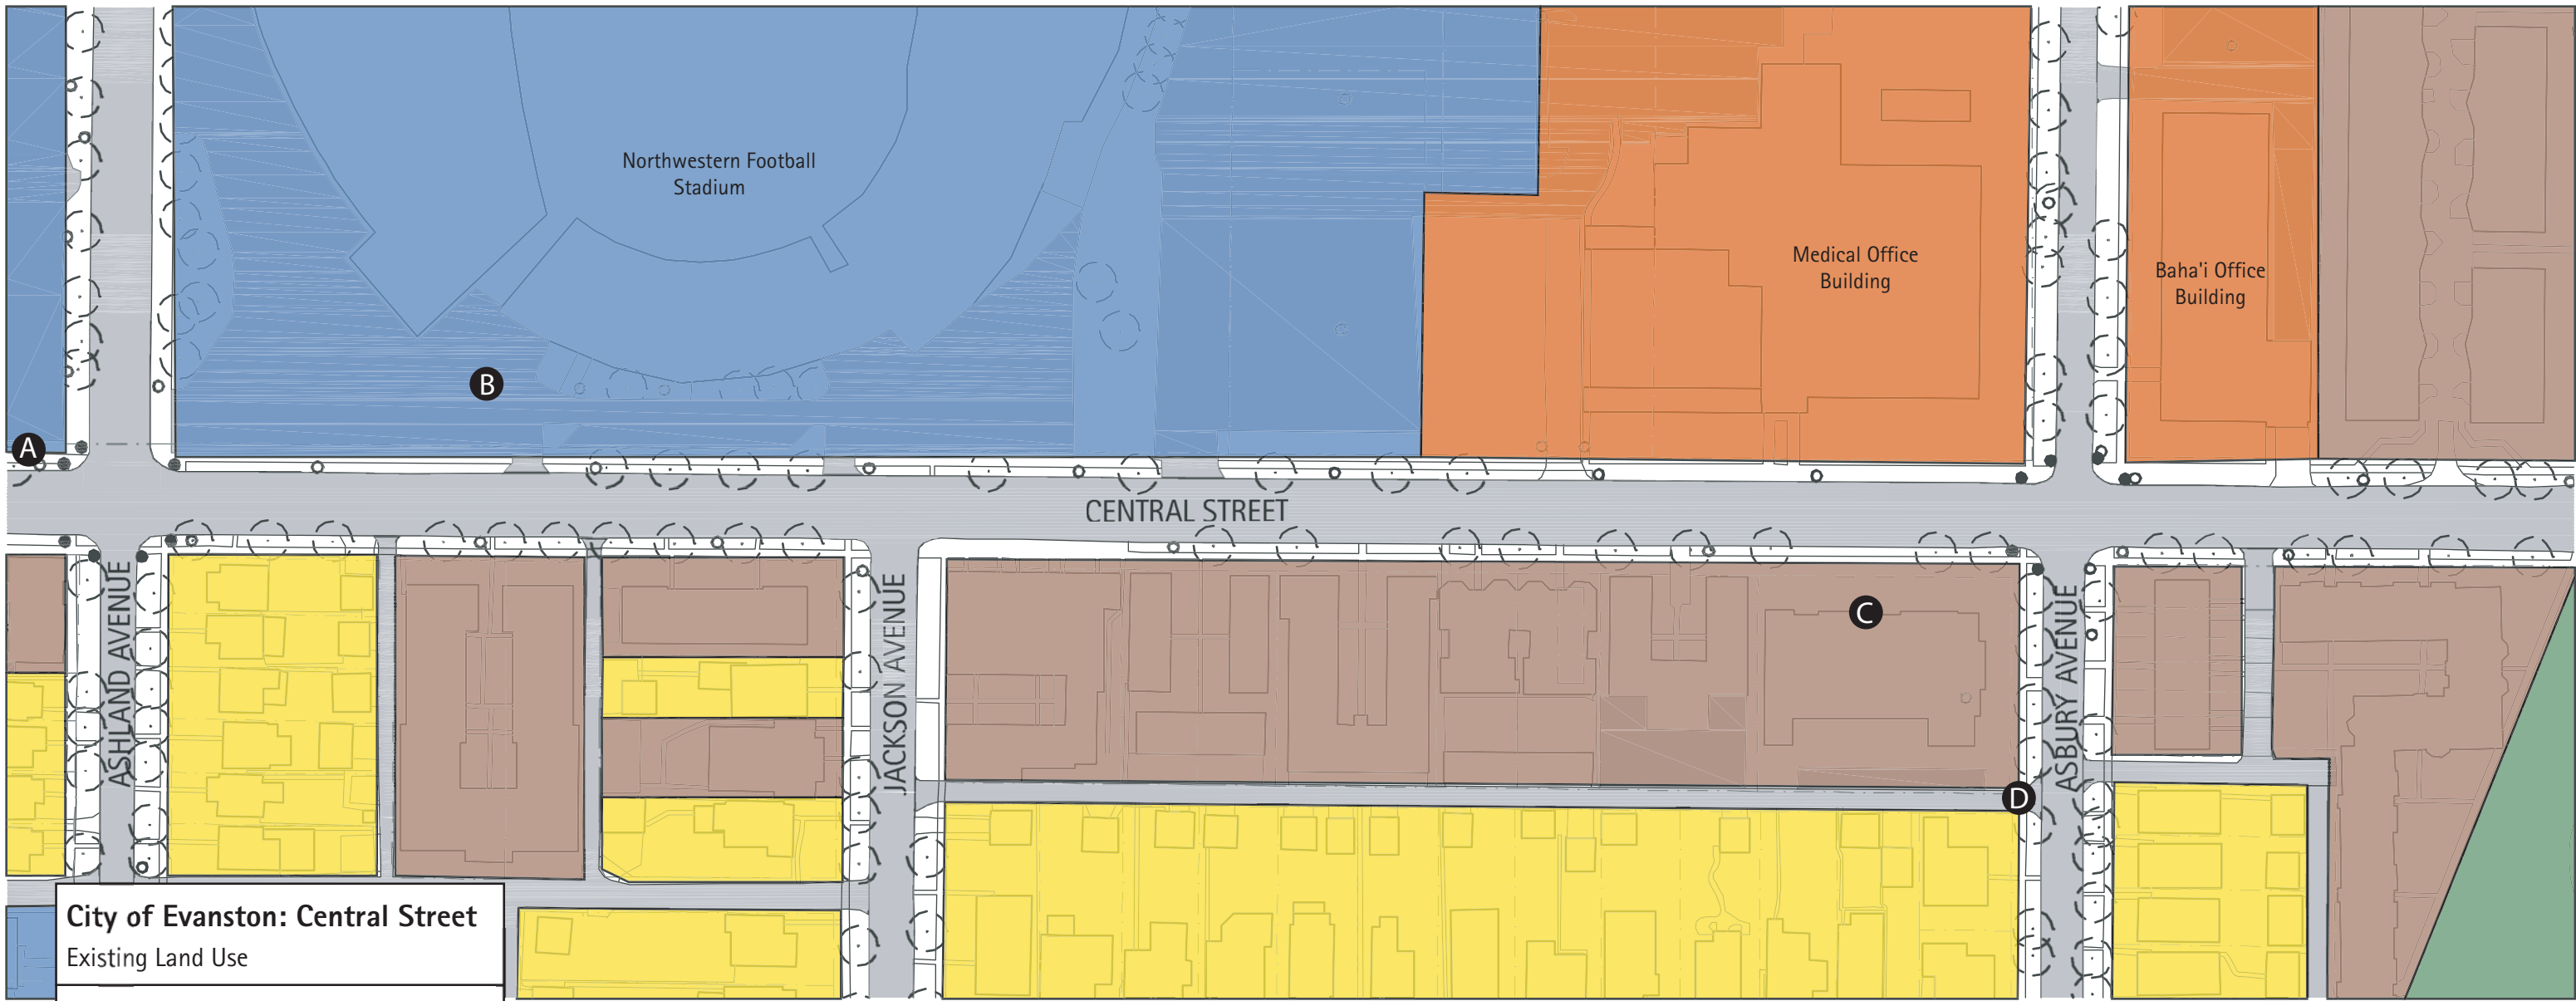 Northwestern Football
Stadium
Medical Office
Building
Baha'i Office
Building
B
A
CENTRAL STREET
ASHLAND AVENUE
JACKSON AVENUE
ASBURY AVENUE
C
D
City of Evanston: Central Street
Existing Land Use